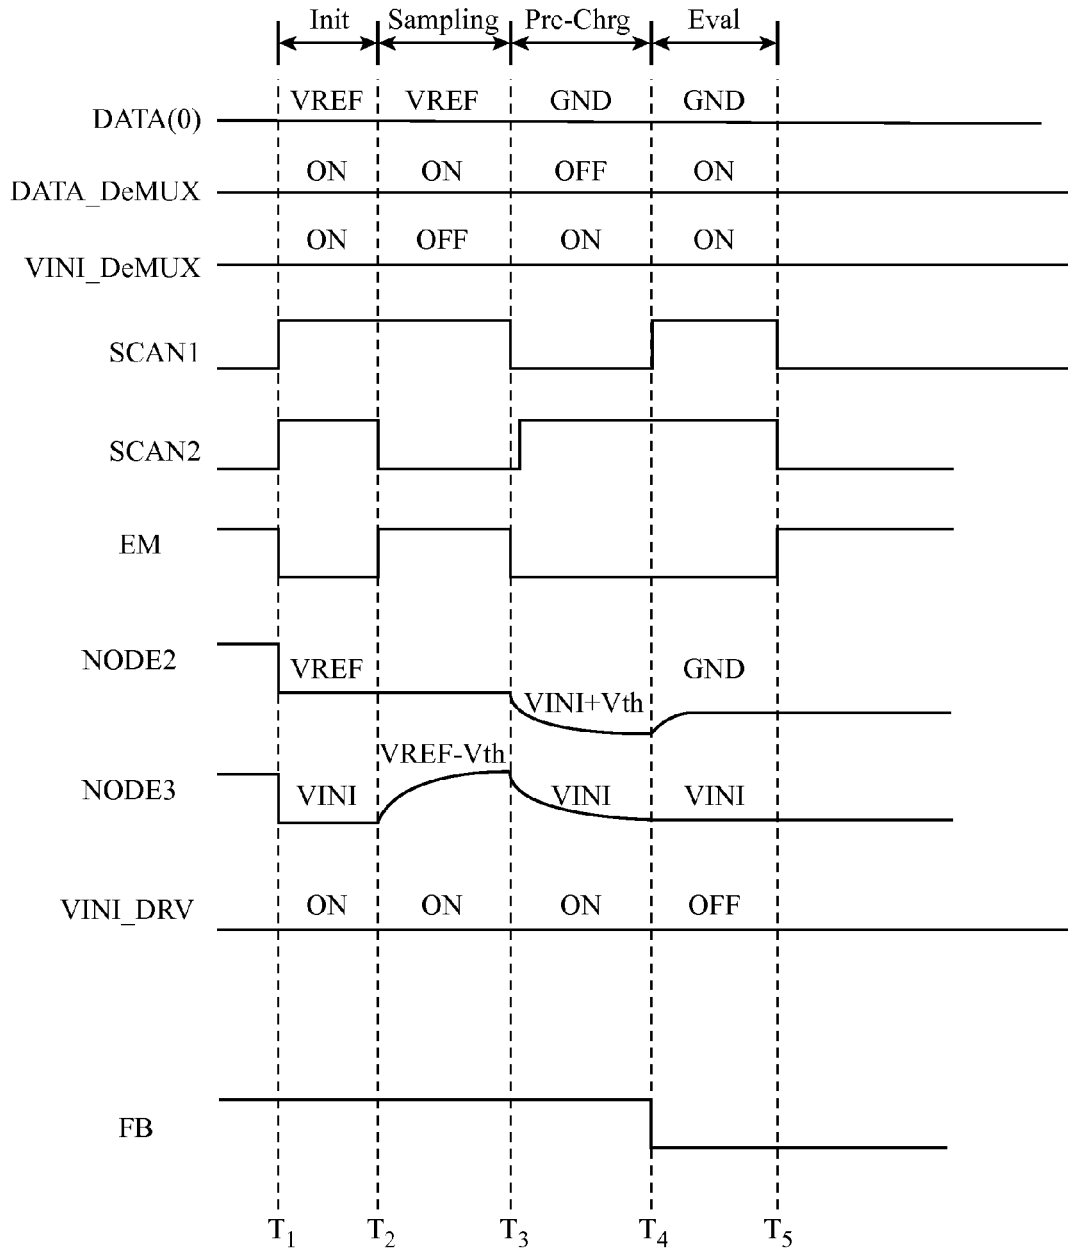 Init Sampling Prc-Chrg Eval
VREF VREF GND GND
DATA(0)
ON ON OFF ON
DATA_DeMUX
ON OFF ON ON
VINI_DeMUX
SCAN1
SCAN2
EM
NODE2 VREF GND
VINI+Vth
VREF-Vth
NODE3 VINI VINI VINI
VINI_DRV ON ON ON OFF
FB
T1 T2 T3 T4 T5